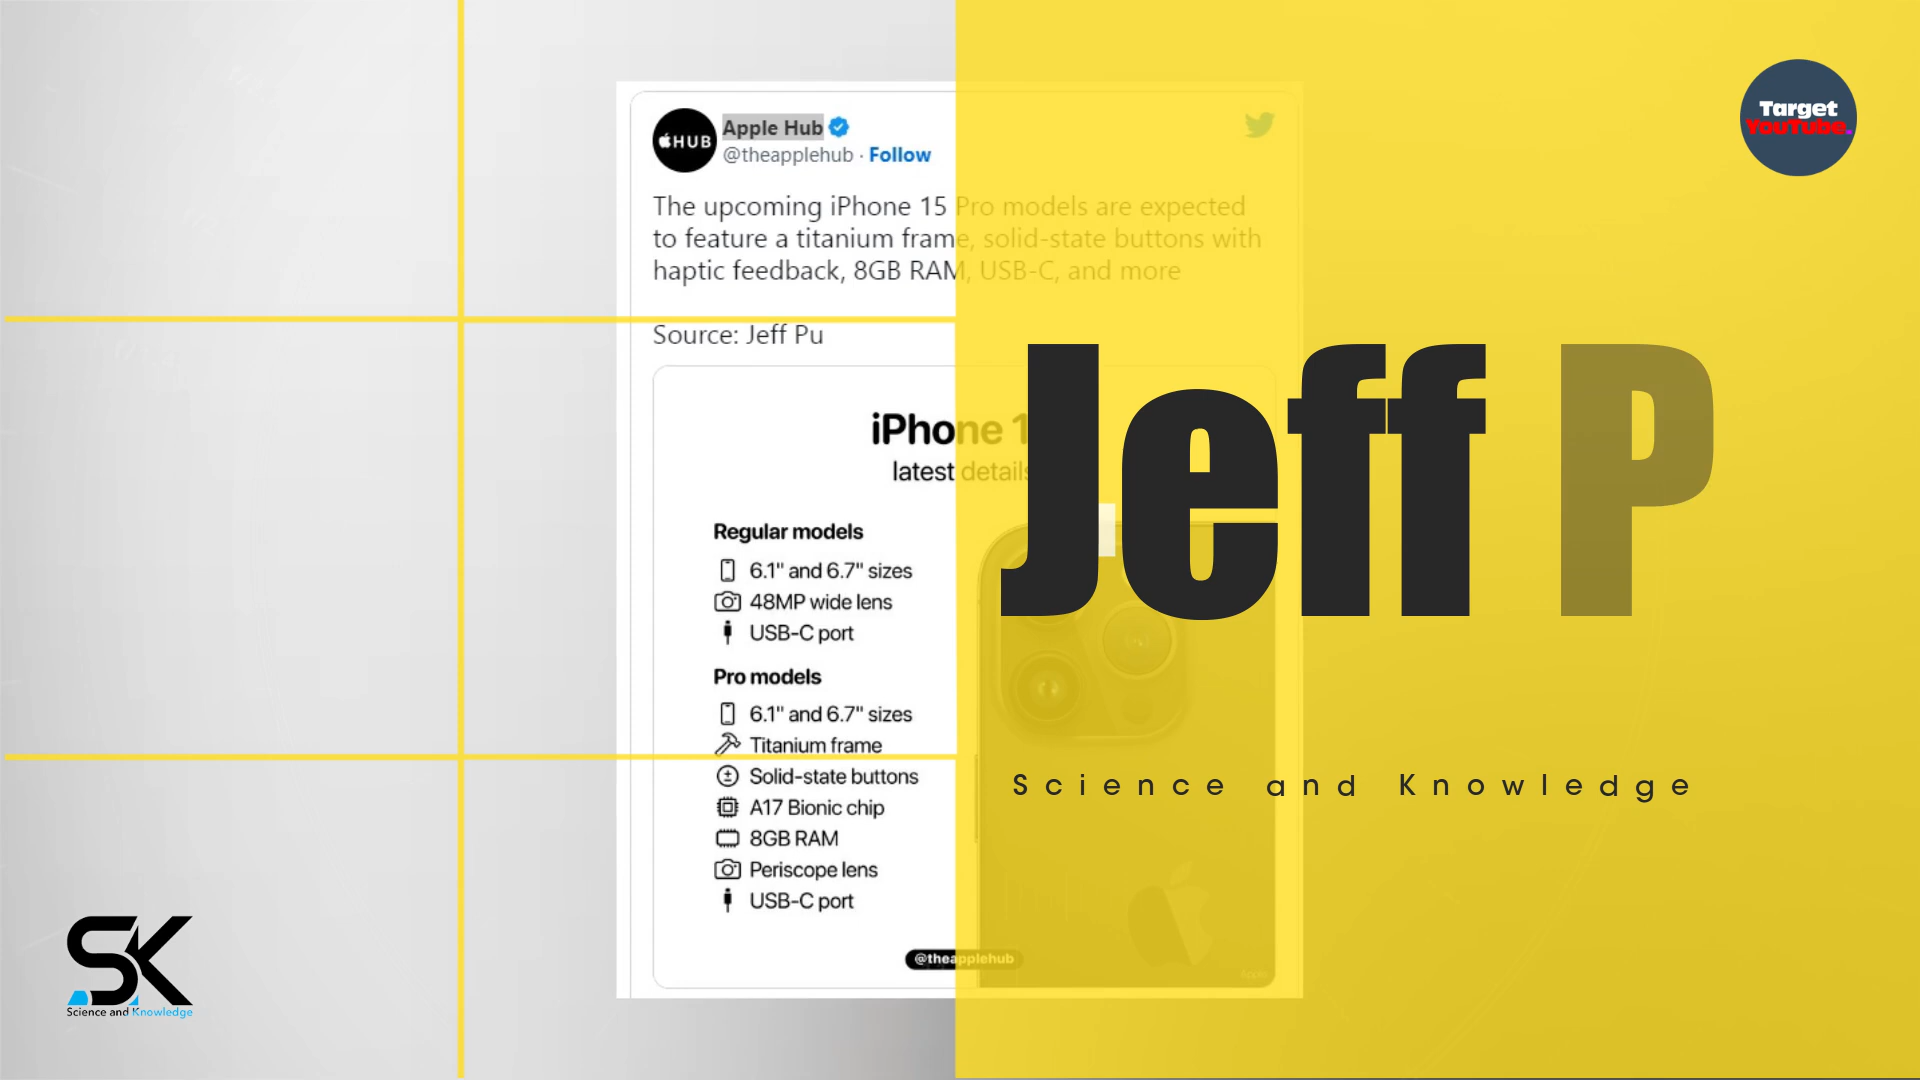 Apple Hub
@theapplehub · Follow
HUB
The upcoming iPhone 15 Pro models are expected
to feature a titanium frame, solid-state buttons with
haptic feedback, 8GB RAM, USB-C, and more
Source: Jeff Pu
iPhone 1
latest details
Regular models
6.1" and 6.7" sizes
48MP wide lens
USB-C port
Pro models
6.1" and 6.7" sizes
Titanium frame
Solid-state buttons
A17 Bionic chip
8GB RAM
Periscope lens
USB-C port
@theapplehub
Apple
Target
YouTube.
Jeff P
Science and Knowledge
SK
Science and Knowledge